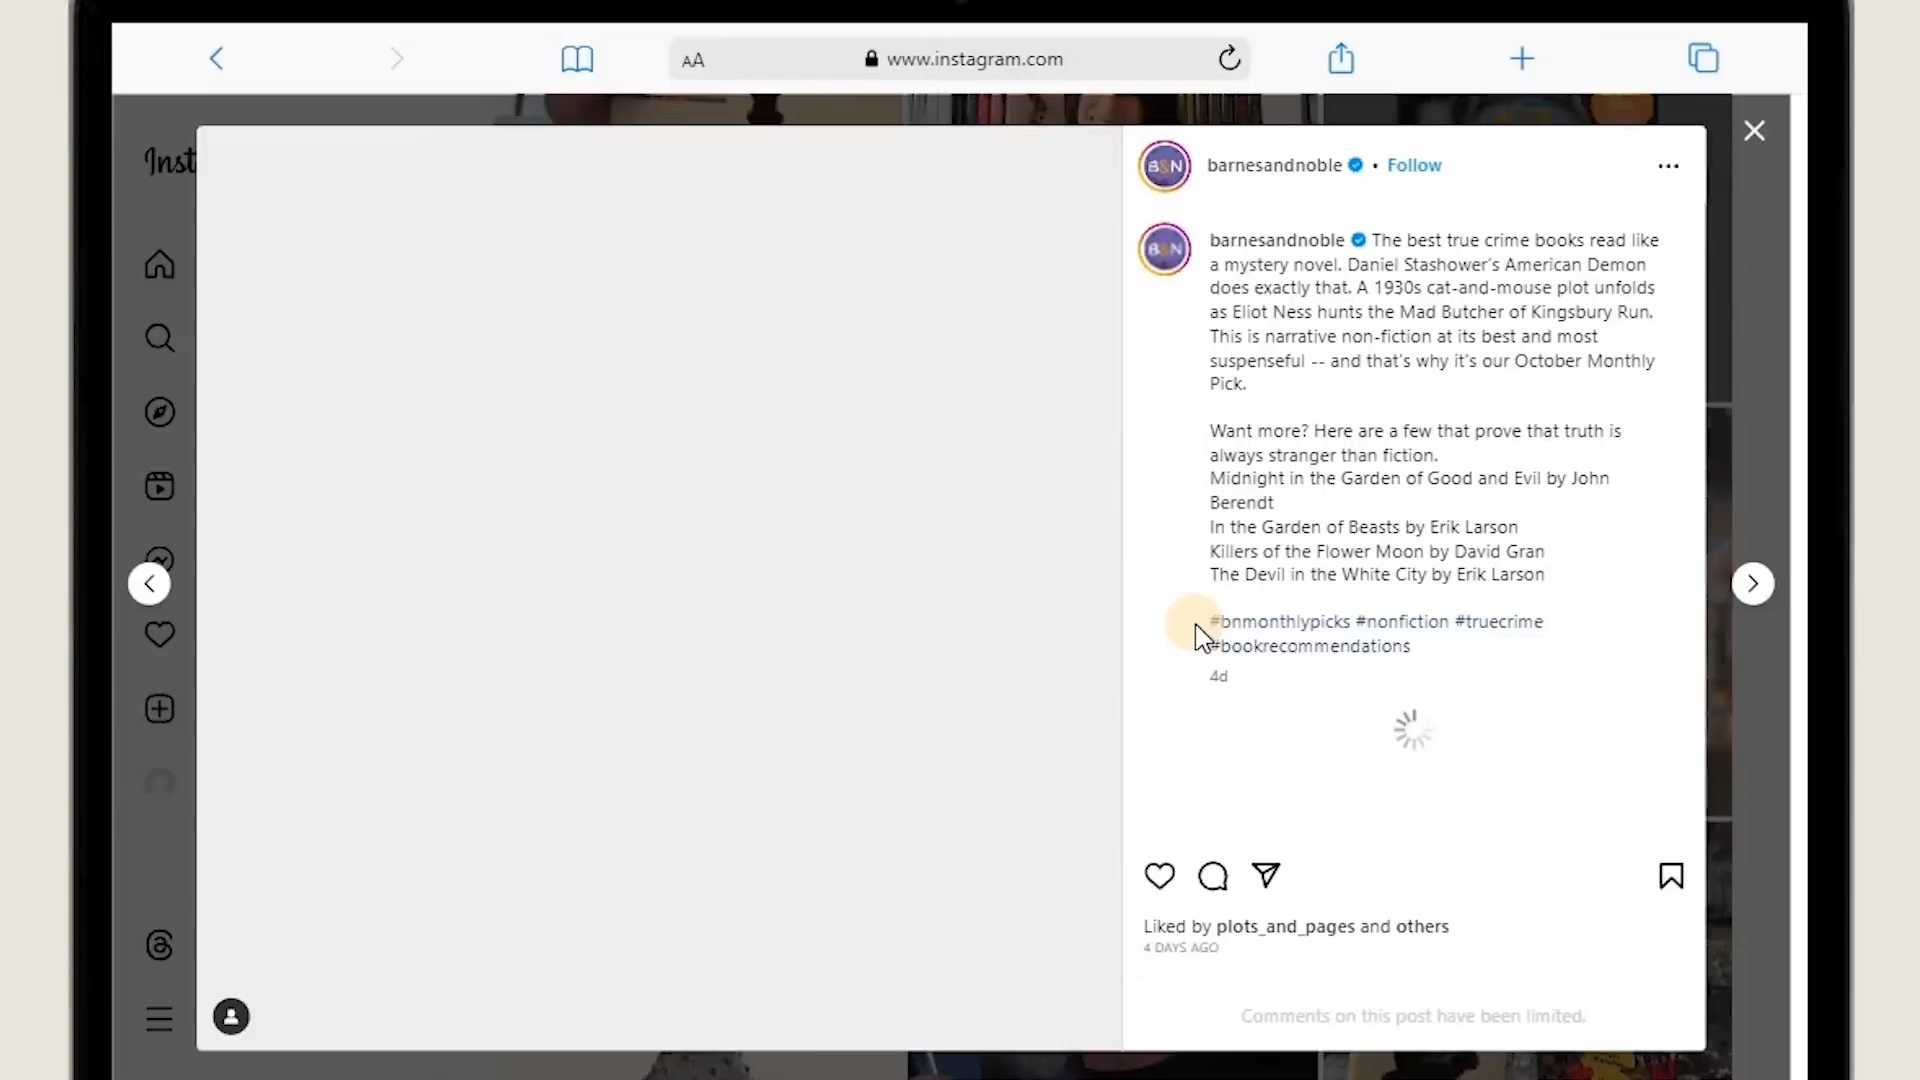 AA
www.instagram.com
Inst
B&N
barnesandnoble • Follow
B&N
barnesandnoble The best true crime books read like
a mystery novel. Daniel Stashower's American Demon
does exactly that. A 1930s cat-and-mouse plot unfolds
as Eliot Ness hunts the Mad Butcher of Kingsbury Run.
This is narrative non-fiction at its best and most
suspenseful -- and that's why it's our October Monthly
Pick.
Want more? Here are a few that prove that truth is
always stranger than fiction.
Midnight in the Garden of Good and Evil by John
Berendt
In the Garden of Beasts by Erik Larson
Killers of the Flower Moon by David Gran
The Devil in the White City by Erik Larson
#bnmonthlypicks #nonfiction #truecrime
#bookrecommendations
4d
Liked by plots_and_pages and others
4 DAYS AGO
Comments on this post have been limited.